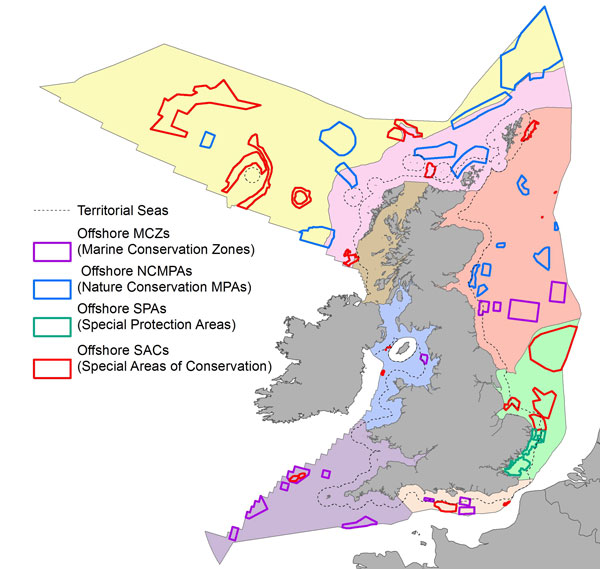 Territorial Seas
Offshore MCZs
(Marine Conservation Zones)
Offshore NCMPAs
(Nature Conservation MPAs)
Offshore SPAs
(Special Protection Areas)
Offshore SACs
(Special Areas of Conservation)